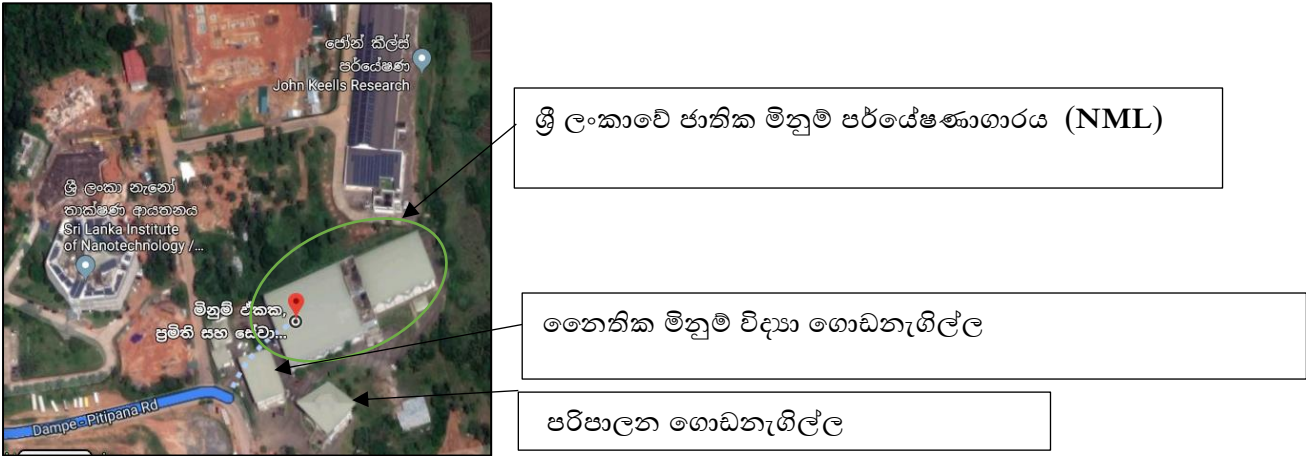 ජෝන් කීල්ස්
පර්යේෂණ
John Keells Research
ශ්‍රී ලංකාවේ ජාතික මිනුම් පර්යේෂණාගාරය (NML)
ශ්‍රී ලංකා නැනෝ
තාක්ෂණ ආයතනය
Sri Lanka Institute
of Nanotechnology /...
මිනුම් ඒකක,
ප්‍රමිති සහ සේවා...
නෛතික මිනුම් විද්‍යා ගොඩනැගිල්ල
Dampe - Pitipana Rd
පරිපාලන ගොඩනැගිල්ල